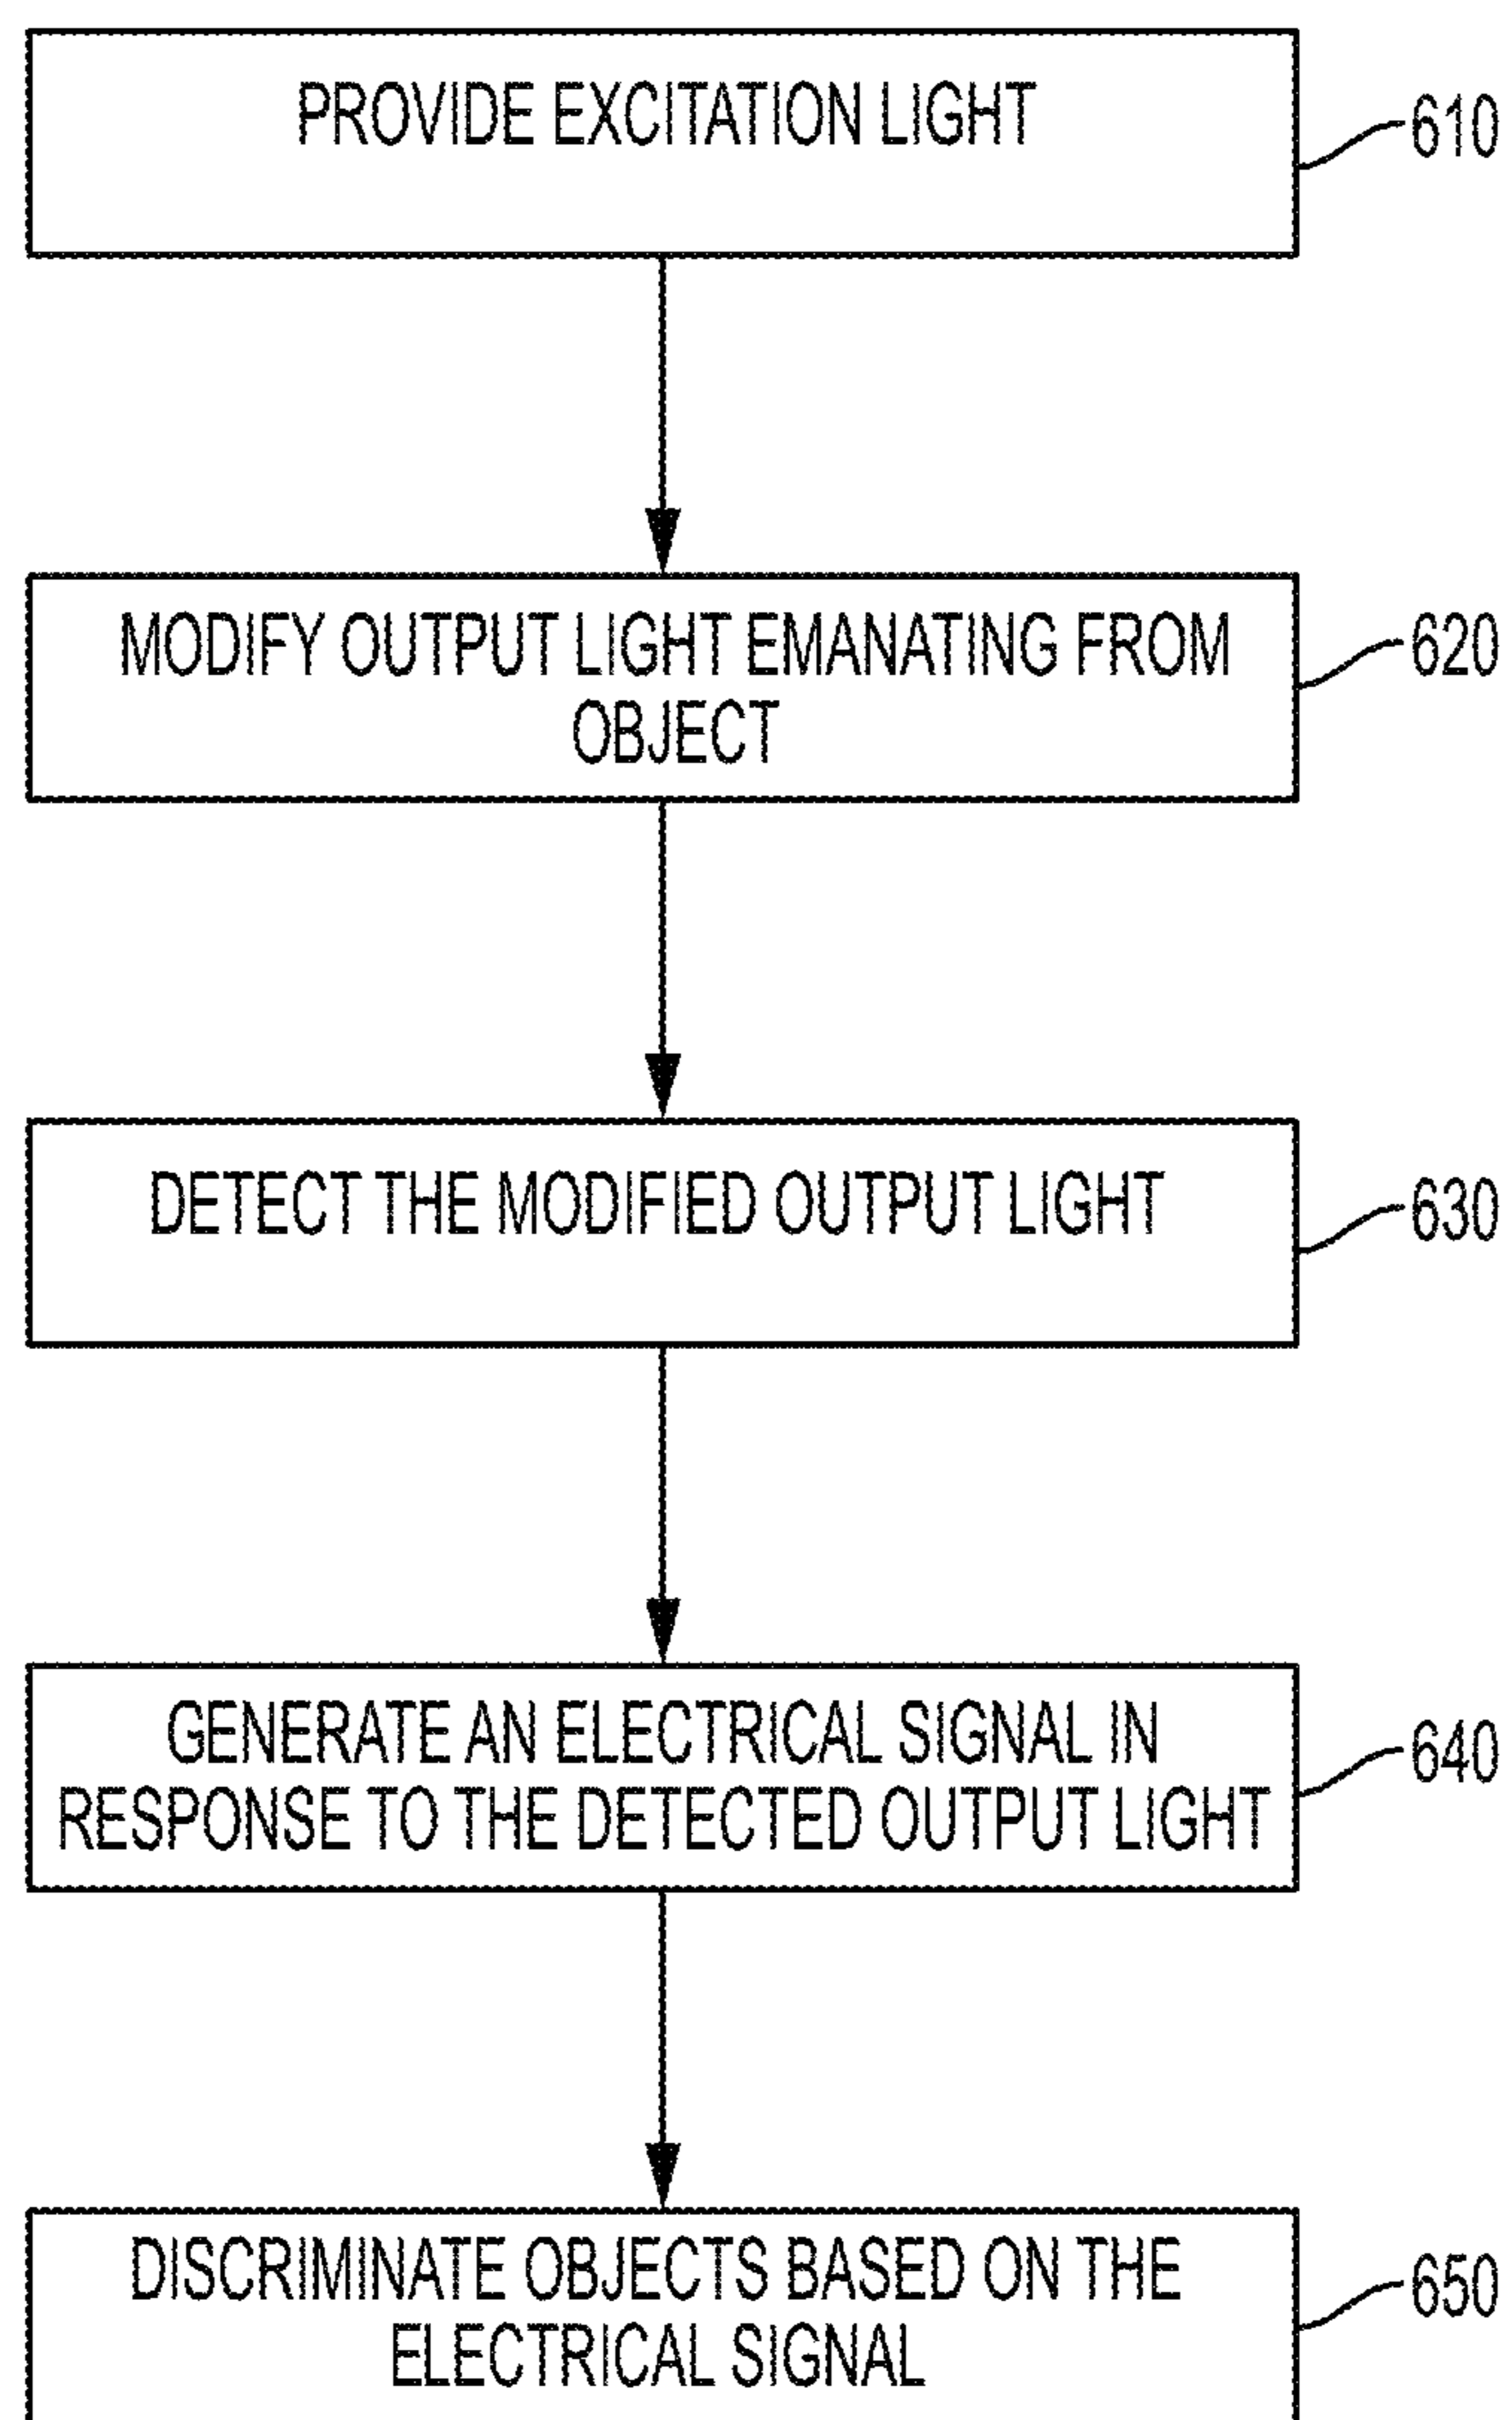 PROVIDE EXCITATION LIGHT
610
MODIFY OUTPUT LIGHT EMANATING FROM
OBJECT
620
DETECT THE MODIFIED OUTPUT LIGHT
630
GENERATE AN ELECTRICAL SIGNAL IN
RESPONSE TO THE DETECTED OUTPUT LIGHT
640
DISCRIMINATE OBJECTS BASED ON THE
ELECTRICAL SIGNAL
650